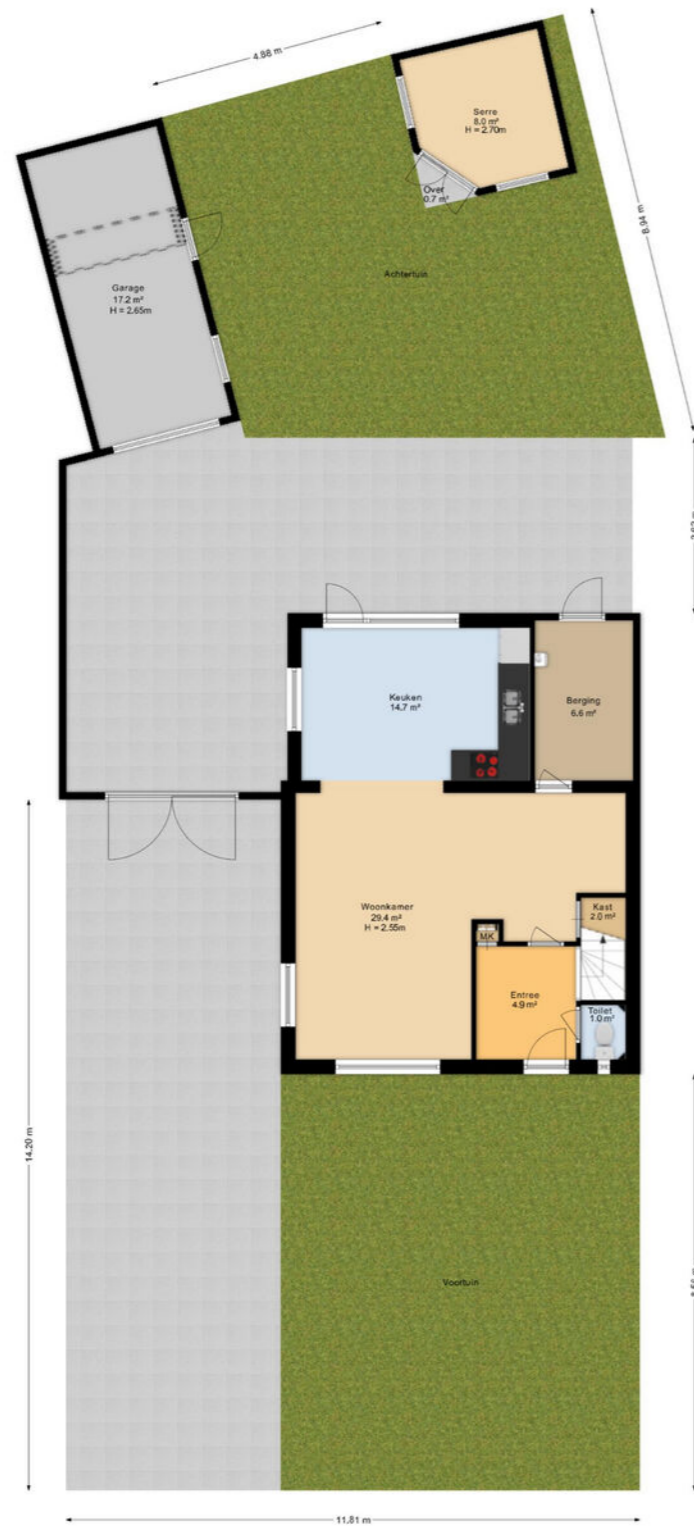 4.88 m
Serre
8.0 m²
H = 2.70m
Over
0.7 m²
8.94 m
Achtertuin
Garage
17.2 m²
H = 2.65m
Keuken
14.7 m²
Berging
6.6 m²
Woonkamer
29.4 m²
H = 2.55m
Kast
2.0 m²
MK
Entree
4.9 m²
Toilet
1.0 m²
14.20 m
Voortuin
11.81 m